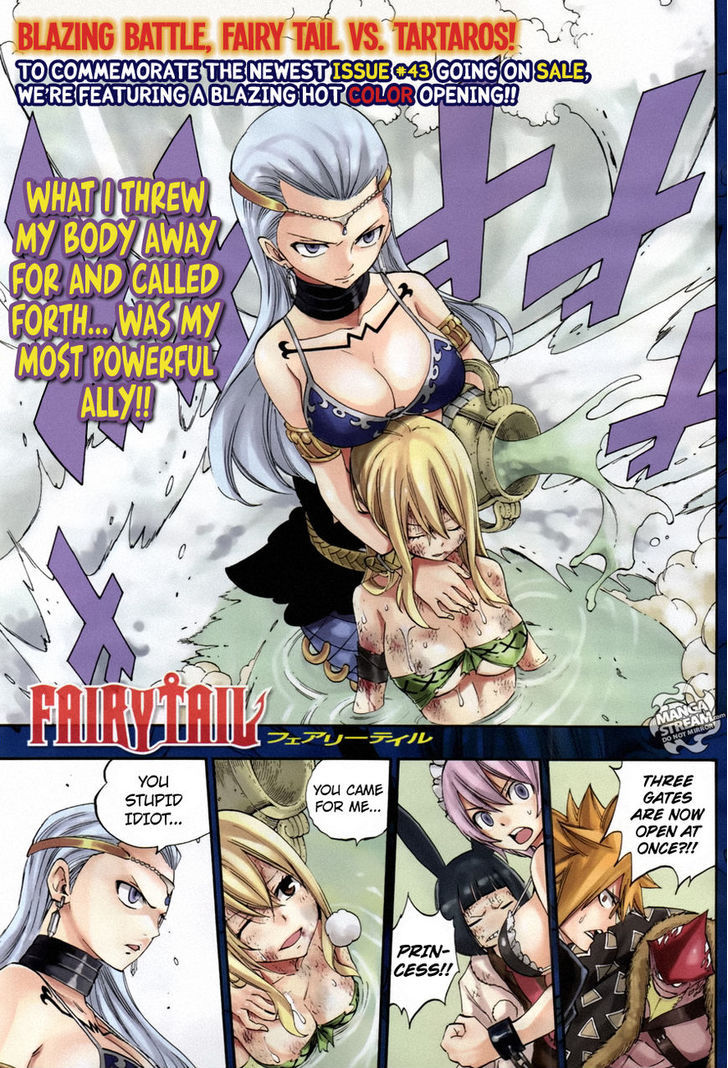 BLAZING BATTLE, FAIRY TAIL VS. TARTAROS!
TO COMMEMORATE THE NEWEST ISSUE #43 GOING ON SALE,
WE'RE FEATURING A BLAZING HOT COLOR OPENING!!
WHAT I THREW
MY BODY AWAY
FOR AND CALLED
FORTH... WAS MY
MOST POWERFUL
ALLY!!
FAIRY TAIL
フェアリーテイル
MANGA
STREAM.com
DO NOT MIRROR!
YOU
STUPID
IDIOT...
YOU CAME
FOR ME...
THREE
GATES
ARE NOW
OPEN AT
ONCE?!!
PRIN-
CESS!!